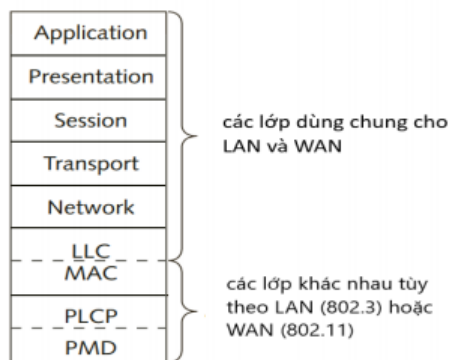 Application
Presentation
Session
Transport
Network
LLC
MAC
PLCP
PMD
các lớp dùng chung cho
LAN và WAN
các lớp khác nhau tùy
theo LAN (802.3) hoặc
WAN (802.11)